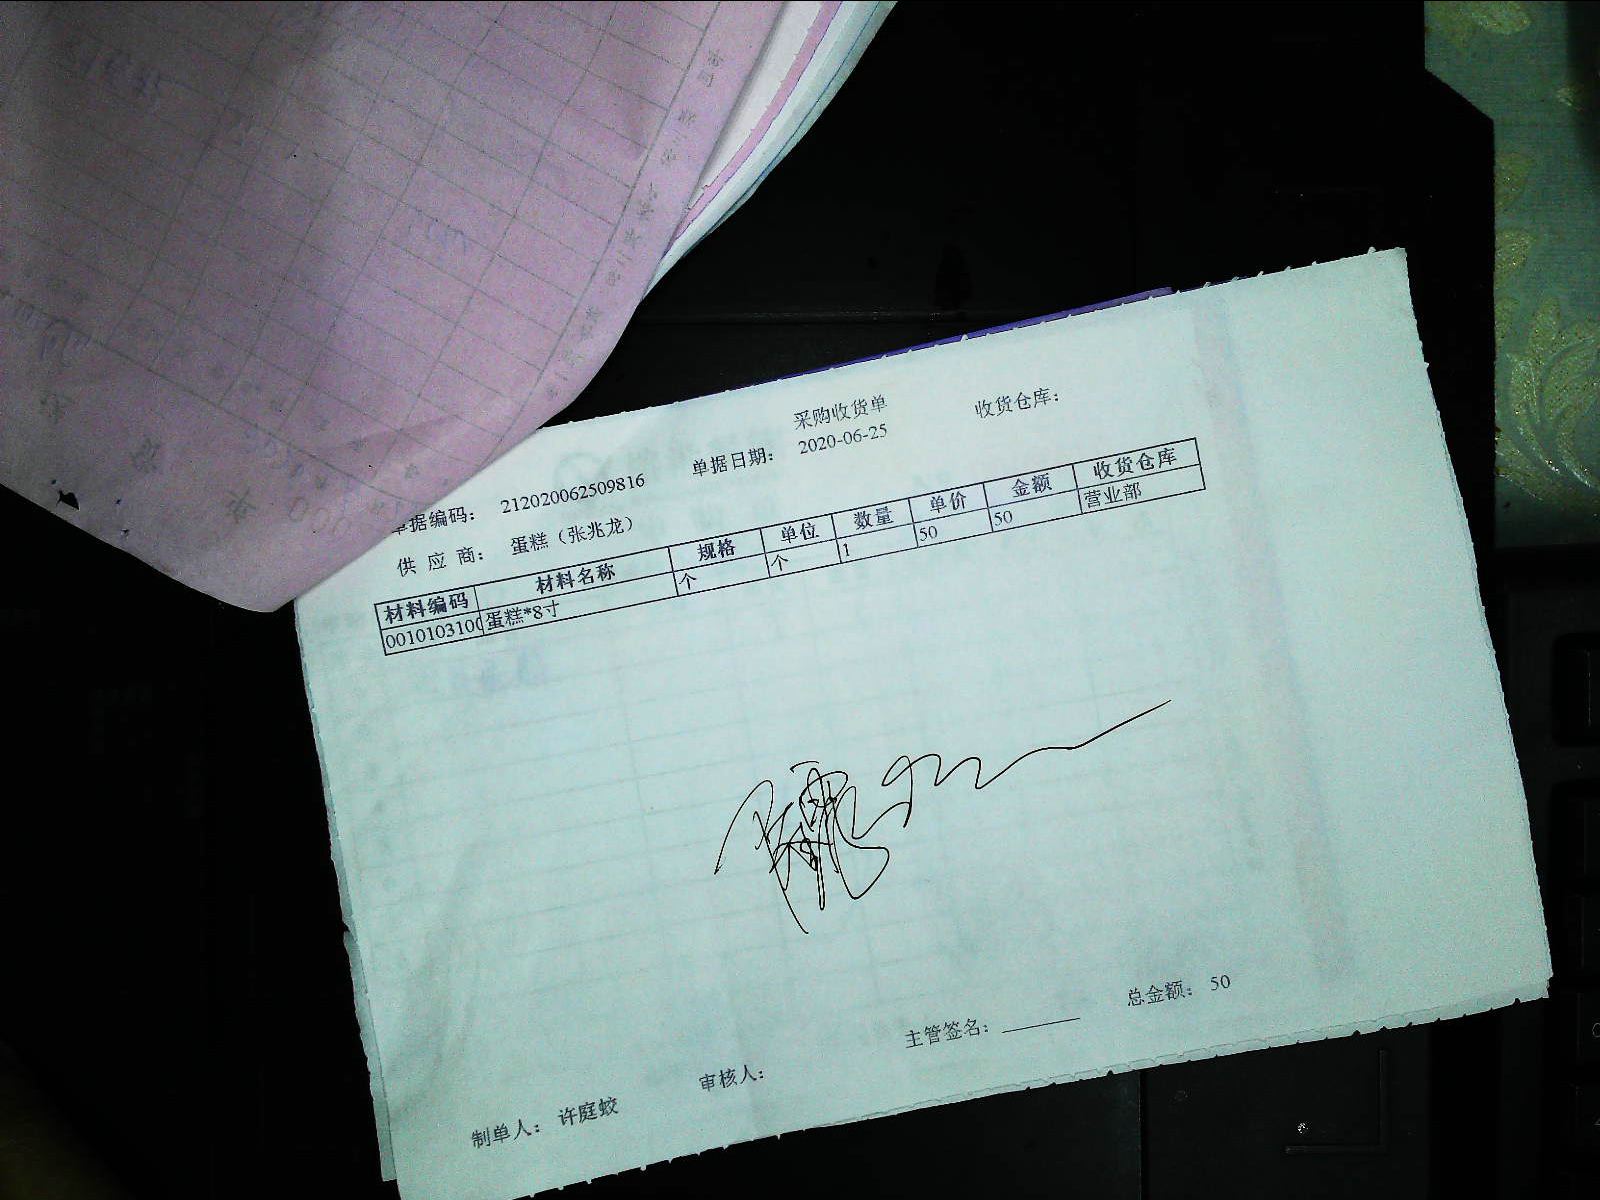 采购收货单
单据编码： 212020062509816 单据日期： 2020-06-25 收货仓库：
供 应 商： 蛋糕（张兆龙）
材料编码 材料名称 规格 单位 数量 单价 金额 收货仓库
0010103100 蛋糕*8寸 个 个 1 50 50 营业部
主管签名： 总金额： 50
制单人： 许庭蛟 审核人：